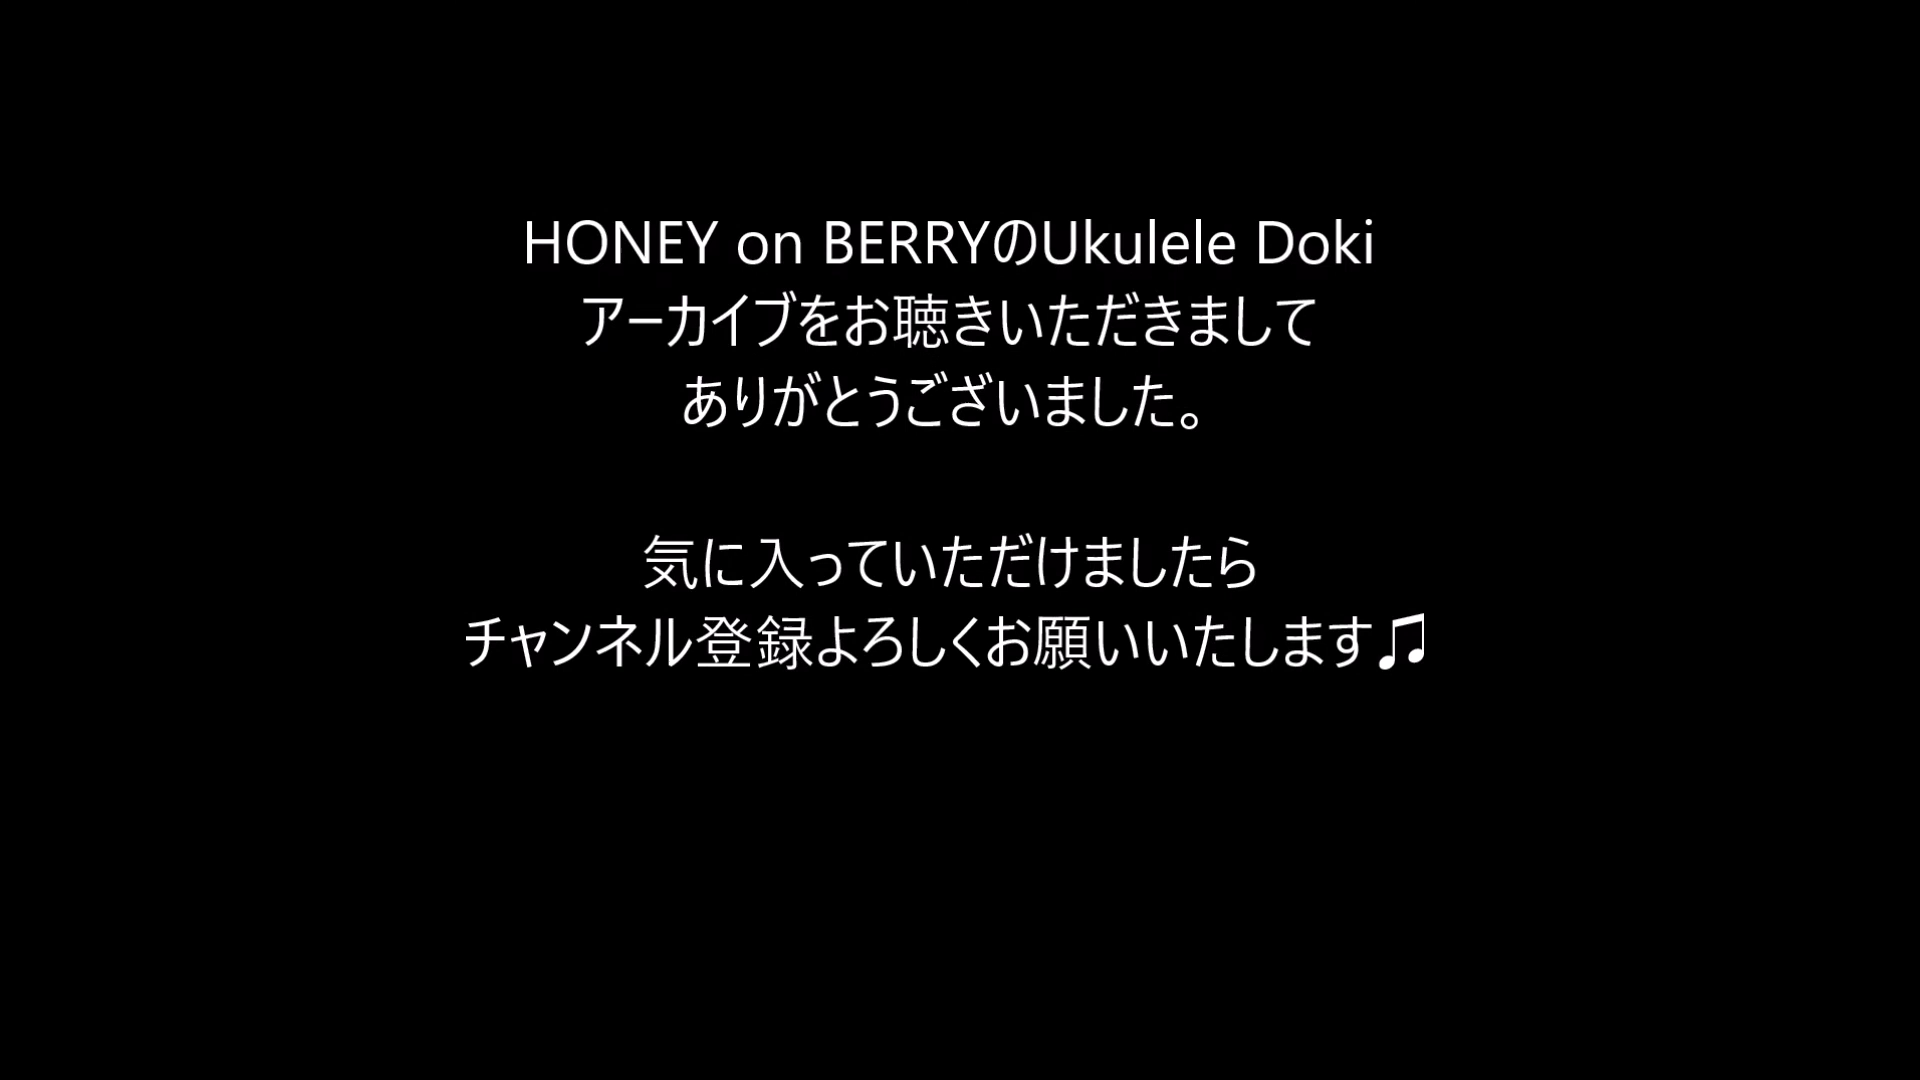 HONEY on BERRYのUkulele Doki
アーカイブをお聴きいただきまして
ありがとうございました。
気に入っていただけましたら
チャンネル登録よろしくお願いいたします♫